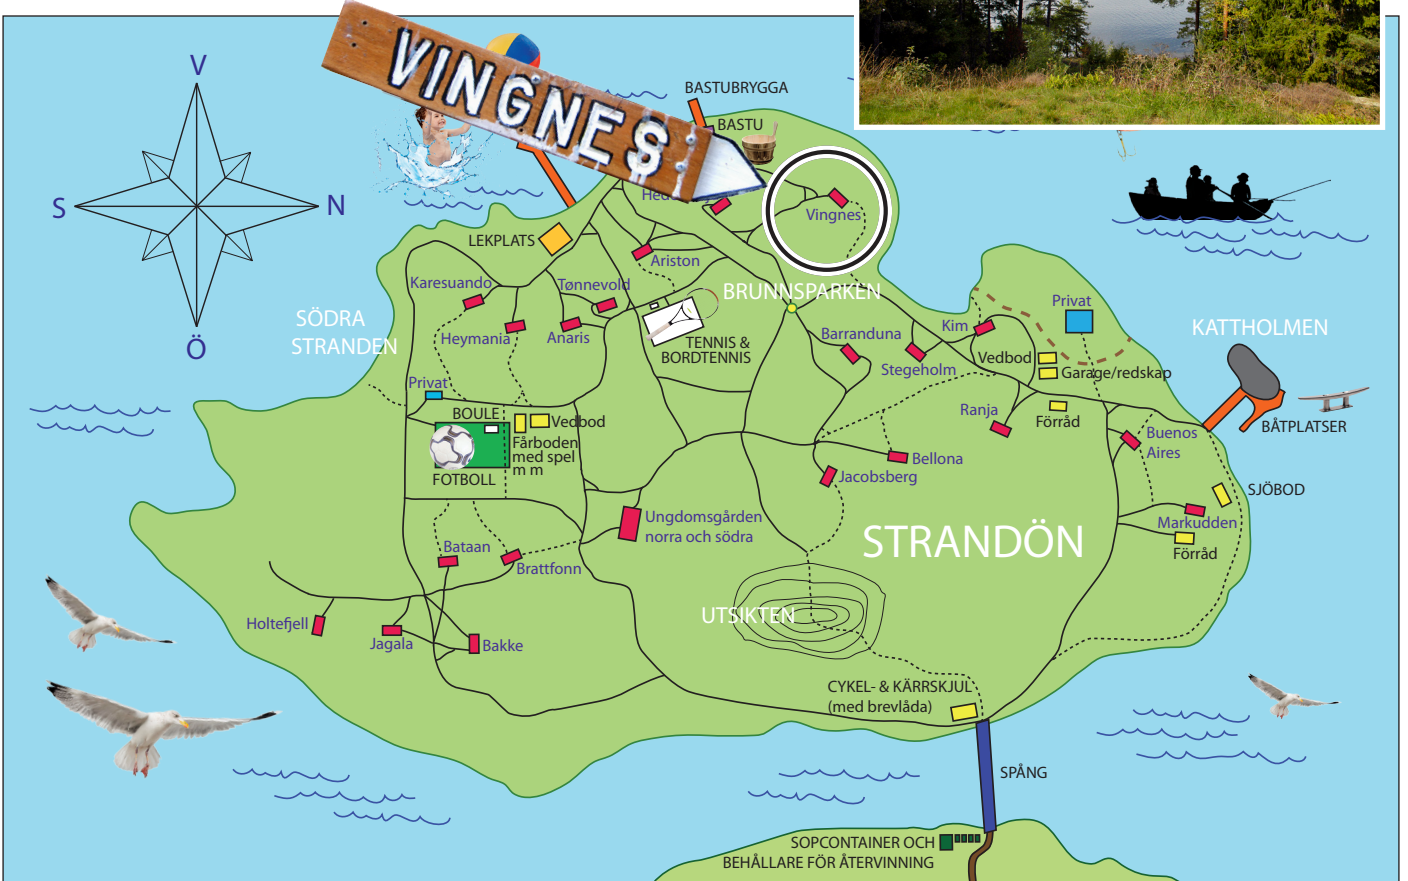 V
S
N
Ö
VINGNES
BASTUBRYGGA
BASTU
Vingnes
LEKPLATS
Ariston
Karesuando
Tønnevold
BRUNNSPARKEN
Heymania
Anaris
SÖDRA
STRANDEN
TENNIS &
BORDTENNIS
Barranduna
Stegeholm
Kim
Privat
KATTHOLMEN
Vedbod
Garage/redskap
Privat
BOULE
Vedbod
Fårboden
med spel
m m
FOTBOLL
Ranja
Förråd
BÅTPLATSER
Buenos
Aires
Bellona
Jacobsberg
SJÖBOD
Markudden
Förråd
Ungdomsgården
norra och södra
STRANDÖN
Bataan
Brattfonn
UTSIKTEN
Holtefjell
Jagala
Bakke
CYKEL- & KÄRRSKJUL
(med brevlåda)
SPÅNG
SOPCONTAINER OCH
BEHÅLLARE FÖR ÅTERVINNING